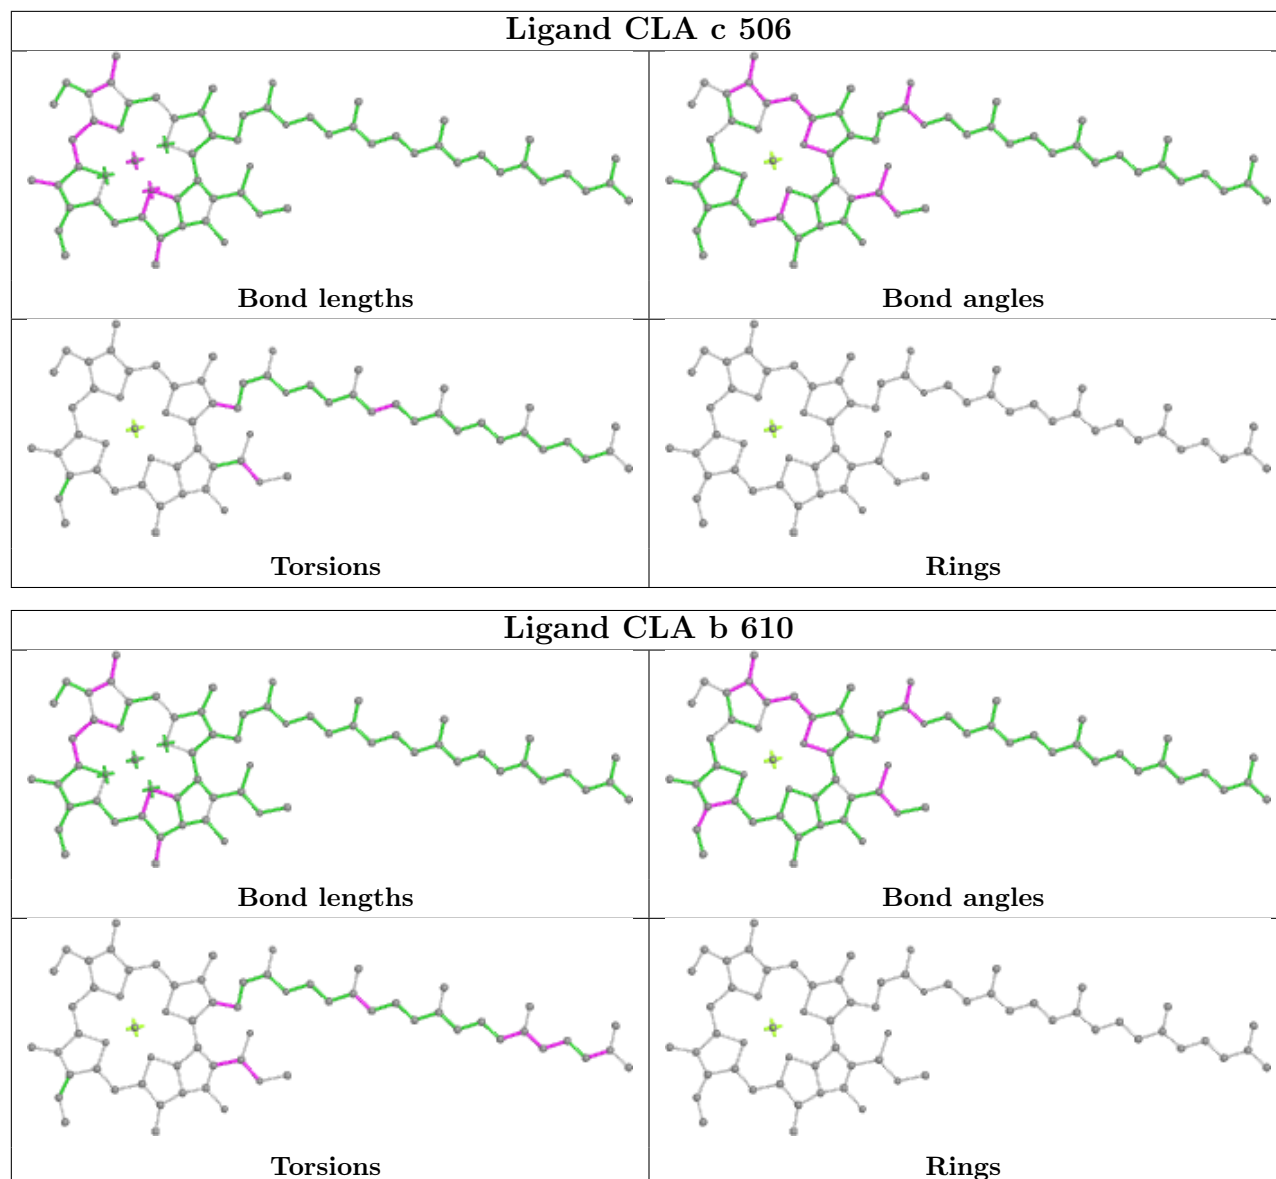 Ligand CLA c 506
Bond lengths
Bond angles
Torsions
Rings
Ligand CLA b 610
Bond lengths
Bond angles
Torsions
Rings